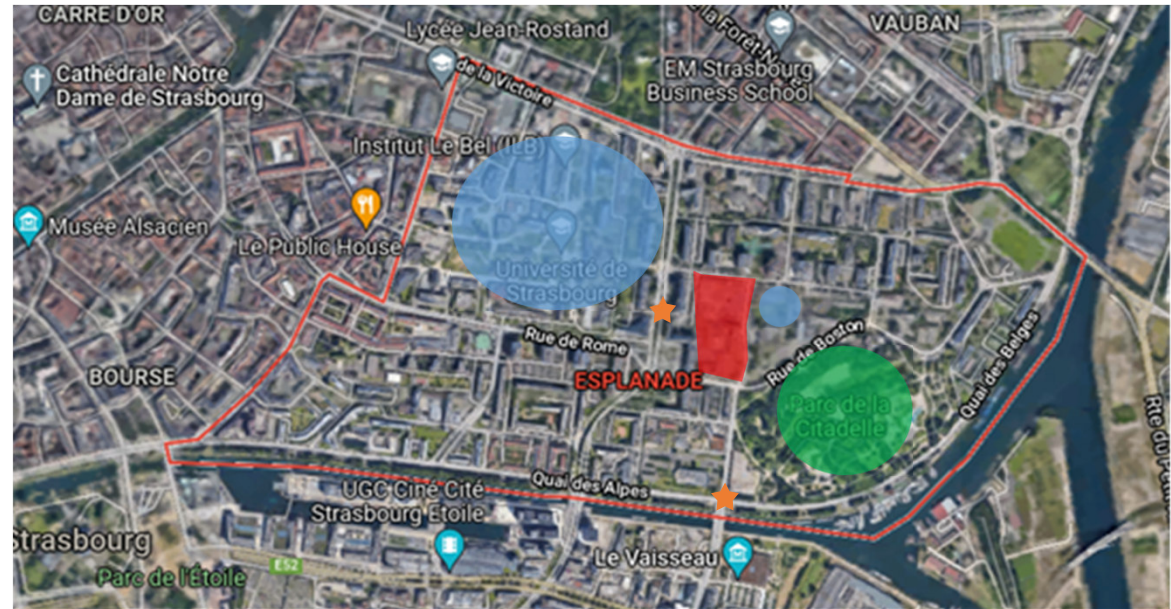 CARRE D'OR
Lycée Jean-Rostand
VAUBAN
de la Victoire
Cathédrale Notre
Dame de Strasbourg
EM Strasbourg
Business School
Institut Le Bel (ILB)
Musée Alsacien
Le Public House
Université de
Strasbourg
Rue de Rome
Rue de Boston
BOURSE
ESPLANADE
Quai des Belges
Parc de la
Citadelle
Quai des Alpes
UGC Ciné Cité
Strasbourg Étoile
Strasbourg
Le Vaisseau
E52
Parc de l'Étoile